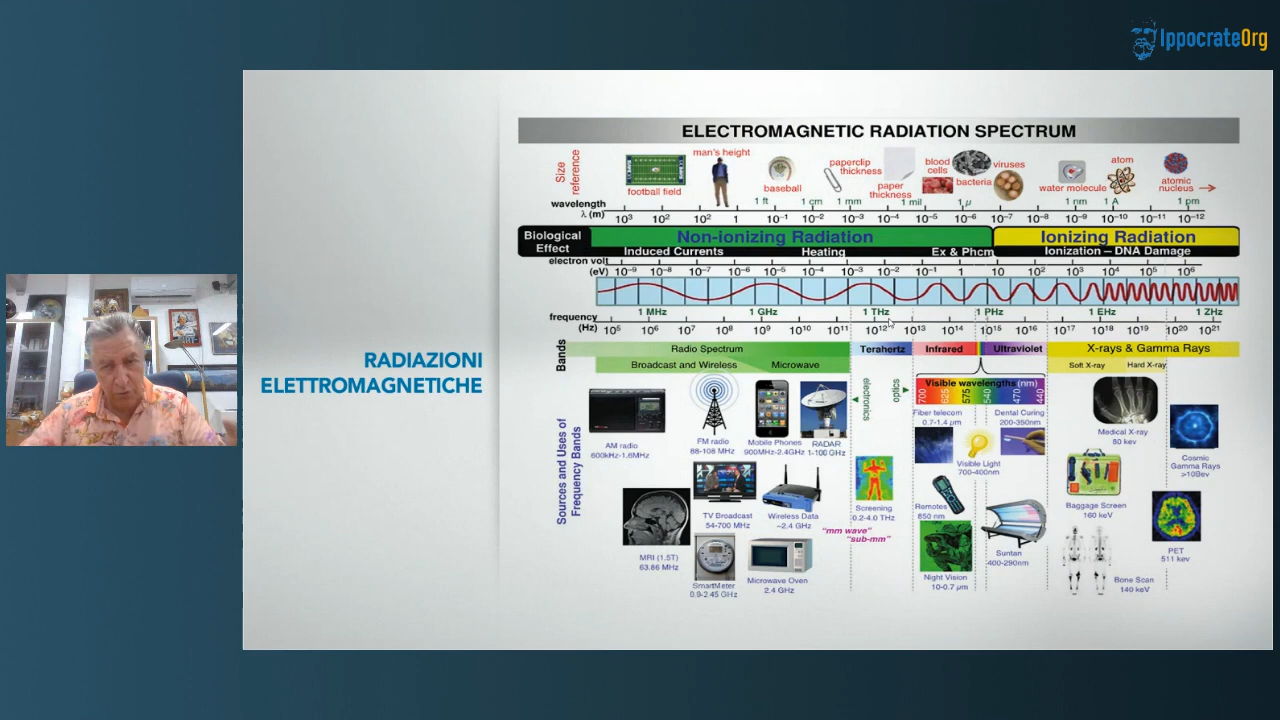 IppocrateOrg
RADIAZIONI
ELETTROMAGNETICHE
ELECTROMAGNETIC RADIATION SPECTRUM
Size
reference
football field
man's height
baseball
paperclip
thickness
paper
thickness
blood
cells
bacteria
viruses
water molecule
atom
atomic
nucleus
wavelength
λ (m)
1 ft
1 cm
1 mm
1 mil
1 µ
1 nm
1 Å
1 pm
10³ 10² 10² 1 10⁻¹ 10⁻² 10⁻³ 10⁻⁴ 10⁻⁵ 10⁻⁶ 10⁻⁷ 10⁻⁸ 10⁻⁹ 10⁻¹⁰ 10⁻¹¹ 10⁻¹²
Biological
Effect
Non-ionizing Radiation
Induced Currents
Heating
Ex & Phcm
Ionizing Radiation
Ionization – DNA Damage
electron volt
(eV)
10⁻⁹ 10⁻⁸ 10⁻⁷ 10⁻⁶ 10⁻⁵ 10⁻⁴ 10⁻³ 10⁻² 10⁻¹ 1 10 10² 10³ 10⁴ 10⁵ 10⁶
1 MHz
1 GHz
1 THz
1 PHz
1 EHz
1 ZHz
frequency
(Hz)
10⁵ 10⁶ 10⁷ 10⁸ 10⁹ 10¹⁰ 10¹¹ 10¹² 10¹³ 10¹⁴ 10¹⁵ 10¹⁶ 10¹⁷ 10¹⁸ 10¹⁹ 10²⁰ 10²¹
Bands
Radio Spectrum
Broadcast and Wireless
Microwave
Terahertz
Infrared
Ultraviolet
X-rays & Gamma Rays
Soft X-ray
Hard X-ray
electronics
optics
Visible wavelengths (nm)
700 625 575 540 470 440
Sources and Uses of
Frequency Bands
AM radio
600kHz-1.6MHz
FM radio
88-108 MHz
Mobile Phones
900MHz-2.4GHz
RADAR
1-100 GHz
TV Broadcast
54-700 MHz
Wireless Data
~2.4 GHz
"mm wave"
"sub-mm"
MRI (1.5T)
63.86 MHz
SmartMeter
0.9-2.45 GHz
Microwave Oven
2.4 GHz
Screening
0.2-4.0 THz
Fiber telecom
0.7-1.4 µm
Dental Curing
200-350nm
Visible Light
700-400nm
Remotes
850 nm
Night Vision
10-0.7 µm
Suntan
400-290nm
Medical X-ray
80 kev
Cosmic
Gamma Rays
>10Bev
Baggage Screen
160 keV
PET
511 kev
Bone Scan
140 keV